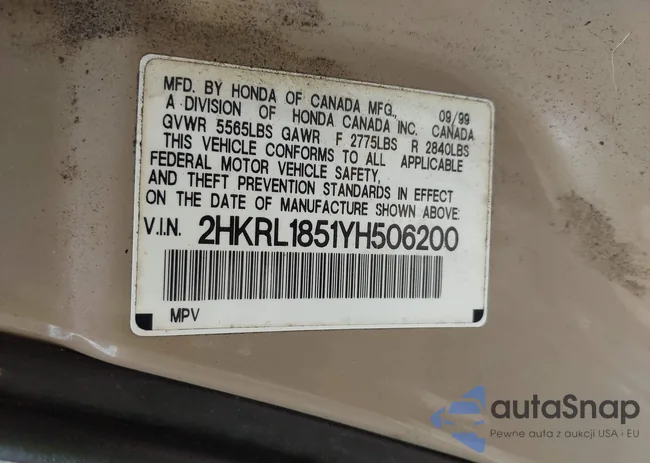 MFD. BY HONDA OF CANADA MFG., 09/99
A DIVISION OF HONDA CANADA INC. CANADA
GVWR 5565LBS GAWR F 2775LBS R 2840LBS
THIS VEHICLE CONFORMS TO ALL APPLICABLE
FEDERAL MOTOR VEHICLE SAFETY,
AND THEFT PREVENTION STANDARDS IN EFFECT
ON THE DATE OF MANUFACTURE SHOWN ABOVE:
V.I.N. 2HKRL1851YH506200
MPV
autaSnap
Pewne auta z aukcji USA i EU